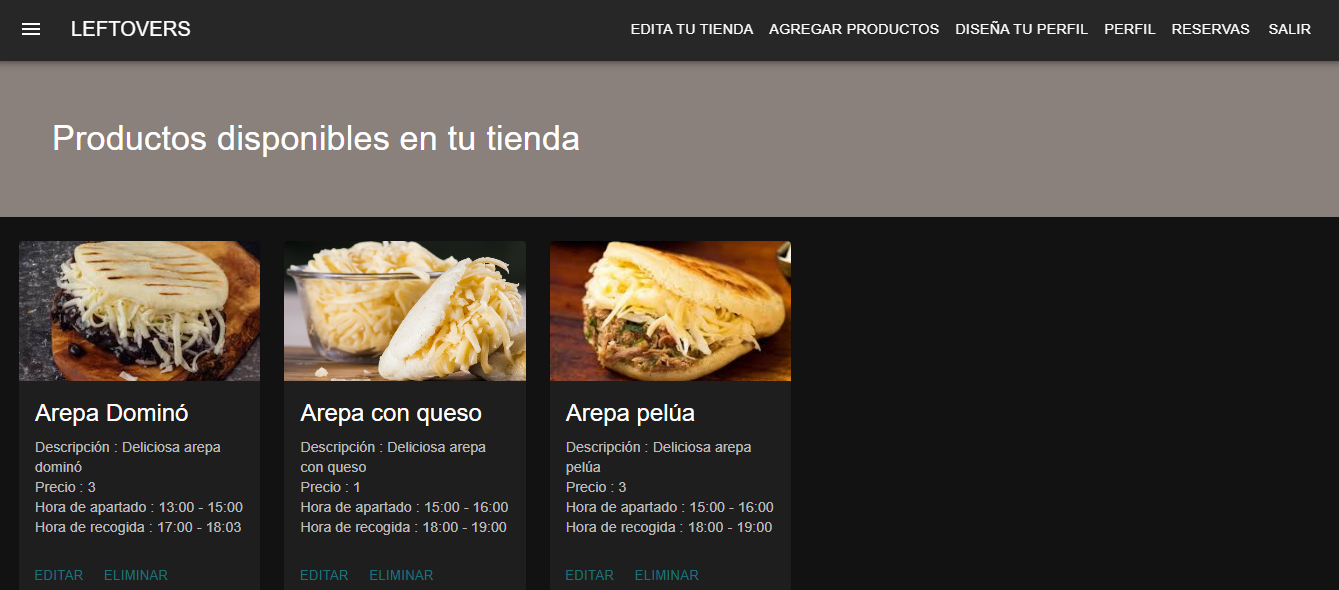 LEFTOVERS
EDITA TU TIENDA AGREGAR PRODUCTOS DISEÑA TU PERFIL PERFIL RESERVAS SALIR
Productos disponibles en tu tienda
Arepa Dominó
Descripción : Deliciosa arepa
dominó
Precio : 3
Hora de apartado : 13:00 - 15:00
Hora de recogida : 17:00 - 18:03
EDITAR ELIMINAR
Arepa con queso
Descripción : Deliciosa arepa
con queso
Precio : 1
Hora de apartado : 15:00 - 16:00
Hora de recogida : 18:00 - 19:00
EDITAR ELIMINAR
Arepa pelúa
Descripción : Deliciosa arepa
pelúa
Precio : 3
Hora de apartado : 15:00 - 16:00
Hora de recogida : 18:00 - 19:00
EDITAR ELIMINAR